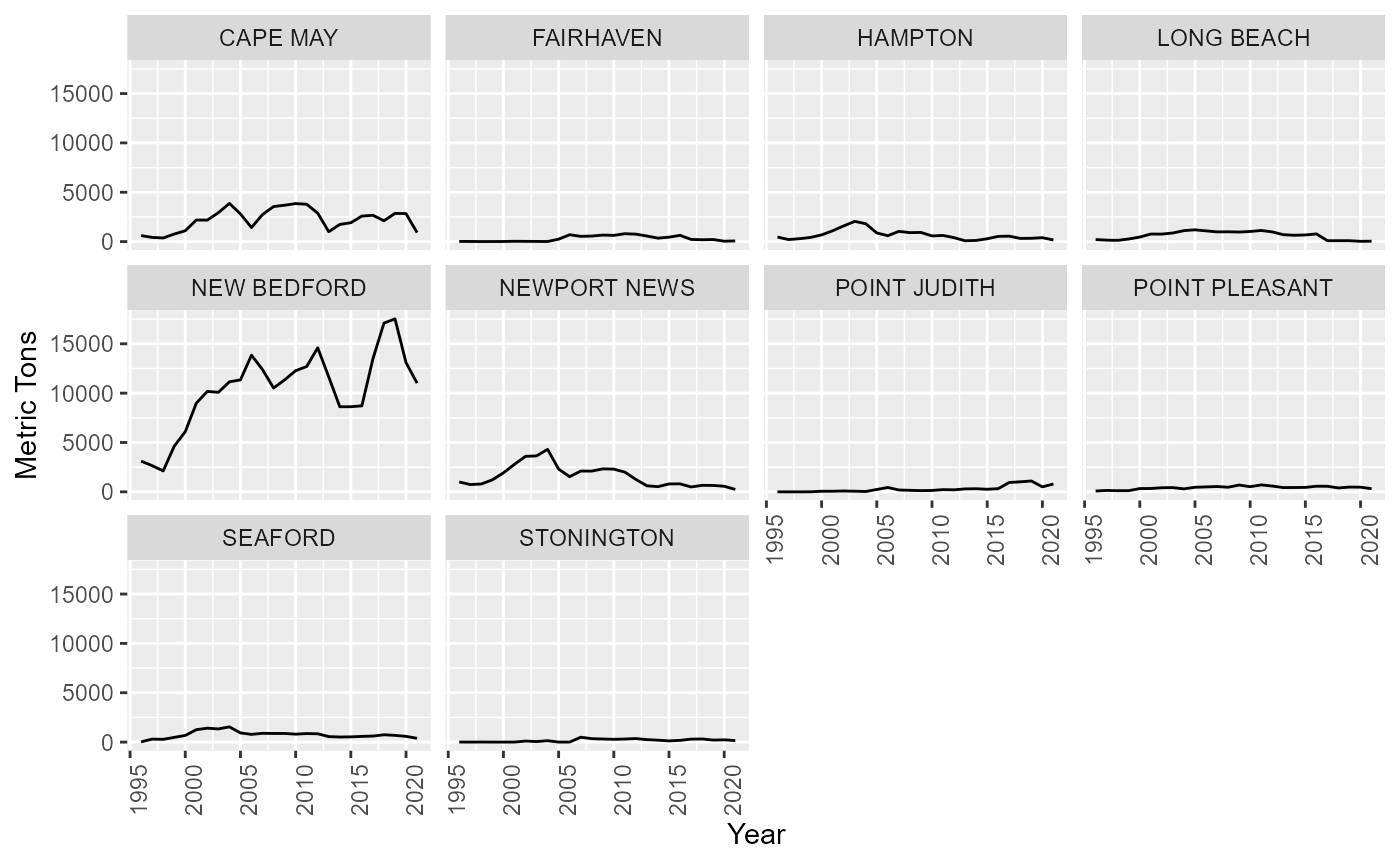 CAPE MAY FAIRHAVEN HAMPTON LONG BEACH
15000
10000
5000
0
NEW BEDFORD NEWPORT NEWS POINT JUDITH POINT PLEASANT
15000
10000
5000
0
Metric Tons
1995 2000 2005 2010 2015 2020 1995 2000 2005 2010 2015 2020
SEAFORD STONINGTON
15000
10000
5000
0
1995 2000 2005 2010 2015 2020 1995 2000 2005 2010 2015 2020
Year